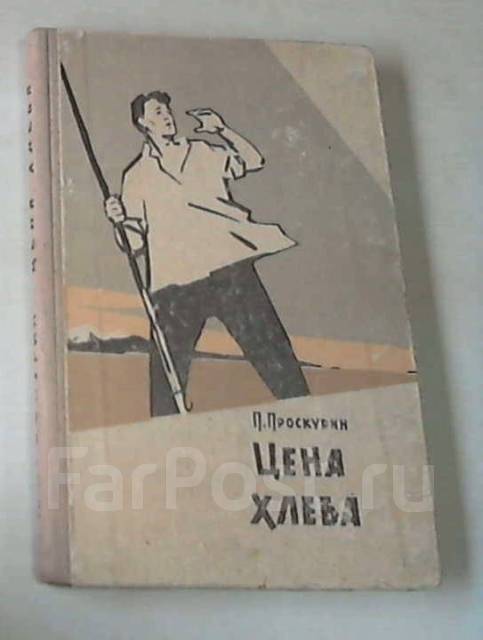 П. Проскурин
Цена
хлеба
FarPost.ru